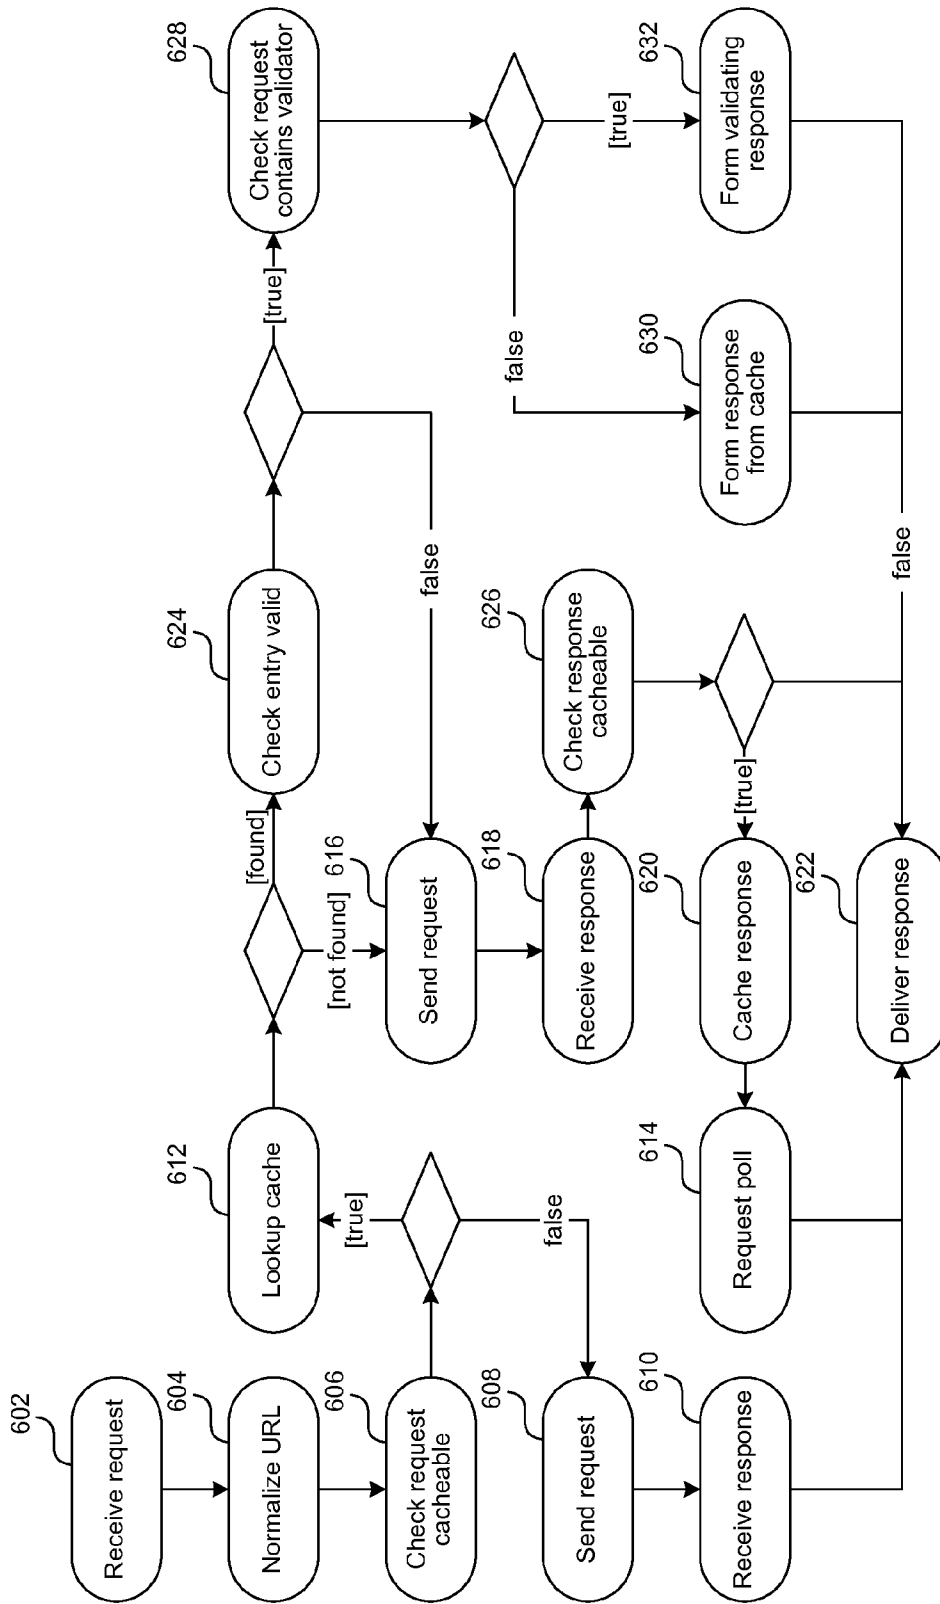 602
Receive request
604
Normalize URL
606
Check request
cacheable
608
Send request
610
Receive response
612
Lookup cache
[true]
false
[found]
[not found]
616
Send request
618
Receive response
620
Cache response
614
Request poll
622
Deliver response
624
Check entry valid
[true]
false
626
Check response
cacheable
[true]
false
628
Check request
contains validator
[true]
false
630
Form response
from cache
632
Form validating
response